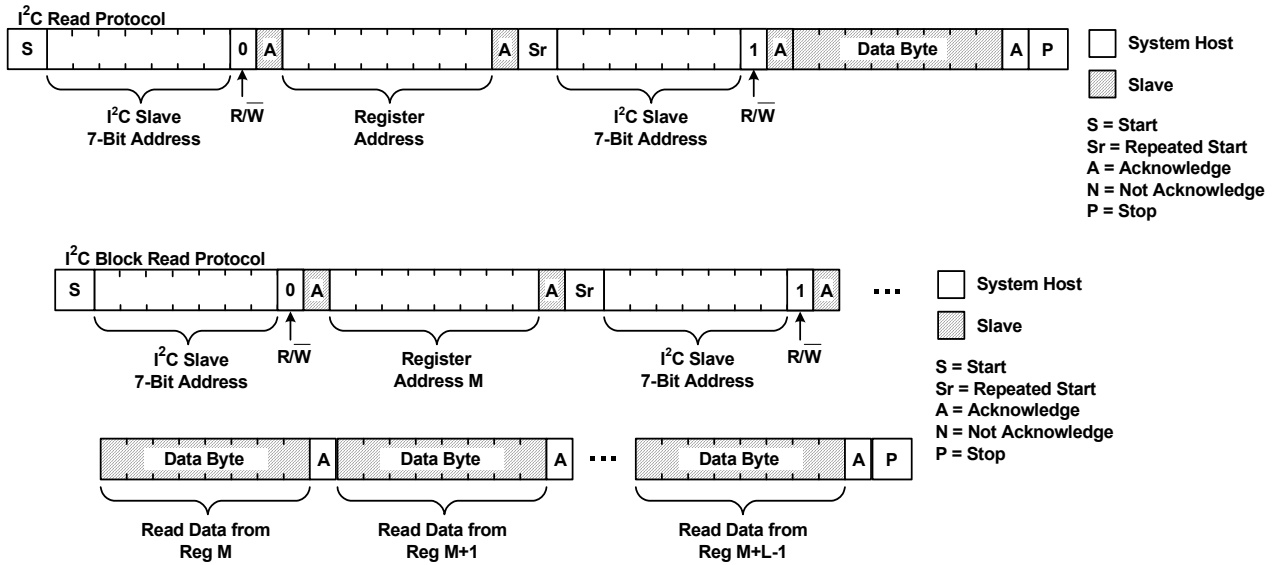 I²C Read Protocol
S 0 A A Sr 1 A Data Byte A P
I²C Slave
7-Bit Address
R/W̅
Register
Address
I²C Slave
7-Bit Address
R/W̅
System Host
Slave
S = Start
Sr = Repeated Start
A = Acknowledge
N = Not Acknowledge
P = Stop
I²C Block Read Protocol
S 0 A A Sr 1 A ...
I²C Slave
7-Bit Address
R/W̅
Register
Address M
I²C Slave
7-Bit Address
R/W̅
System Host
Slave
S = Start
Sr = Repeated Start
A = Acknowledge
N = Not Acknowledge
P = Stop
Data Byte A Data Byte A ... Data Byte A P
Read Data from
Reg M
Read Data from
Reg M+1
Read Data from
Reg M+L-1